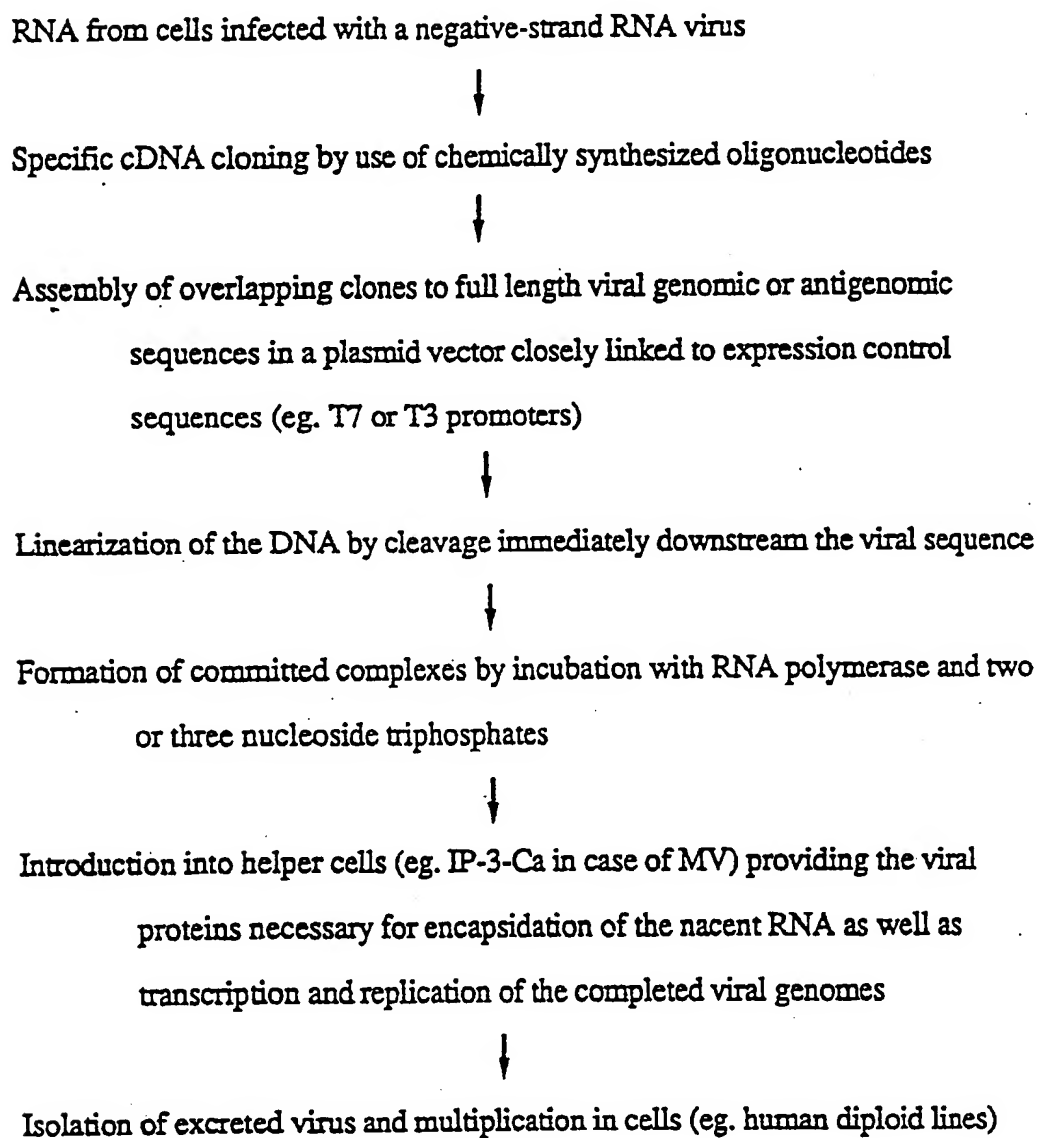 RNA from cells infected with a negative-strand RNA virus
Specific cDNA cloning by use of chemically synthesized oligonucleotides
Assembly of overlapping clones to full length viral genomic or antigenomic
sequences in a plasmid vector closely linked to expression control
sequences (eg. T7 or T3 promoters)
Linearization of the DNA by cleavage immediately downstream the viral sequence
Formation of committed complexes by incubation with RNA polymerase and two
or three nucleoside triphosphates
Introduction into helper cells (eg. IP-3-Ca in case of MV) providing the viral
proteins necessary for encapsidation of the nacent RNA as well as
transcription and replication of the completed viral genomes
Isolation of excreted virus and multiplication in cells (eg. human diploid lines)